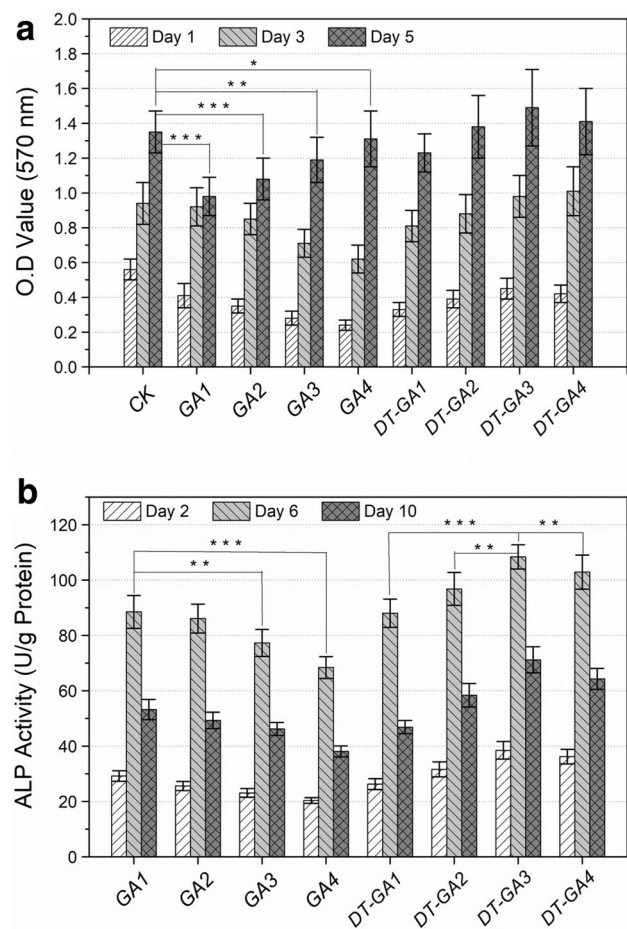 a
Day 1 Day 3 Day 5
O.D Value (570 nm)
2.0
1.8
1.6
1.4
1.2
1.0
0.8
0.6
0.4
0.2
0.0
*
* *
* * *
* * *
CK GA1 GA2 GA3 GA4 DT-GA1 DT-GA2 DT-GA3 DT-GA4
b
Day 2 Day 6 Day 10
ALP Activity (U/g Protein)
120
100
80
60
40
20
0
* * * * *
* * * * *
* *
GA1 GA2 GA3 GA4 DT-GA1 DT-GA2 DT-GA3 DT-GA4